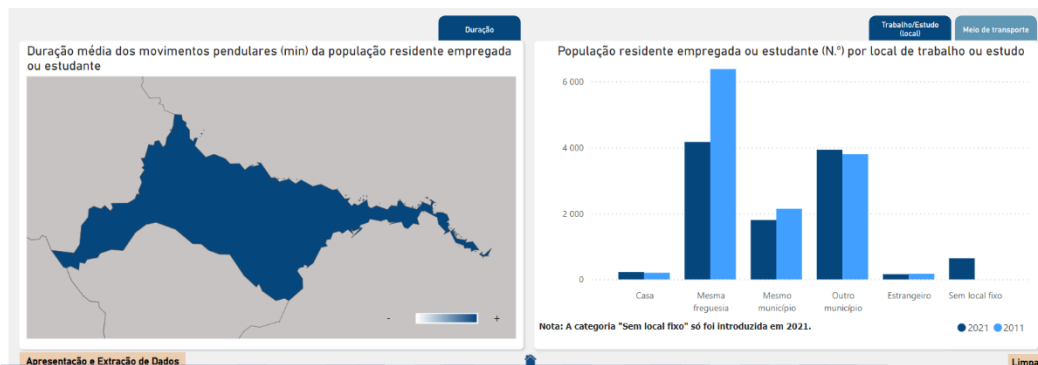 Duração
Duração média dos movimentos pendulares (min) da população residente empregada
ou estudante
-
+
Trabalho/Estudo
(local)
Meio de transporte
População residente empregada ou estudante (N.º) por local de trabalho ou estudo
6 000
4 000
2 000
0
Casa
Mesma
freguesia
Mesmo
município
Outro
município
Estrangeiro
Sem local fixo
Nota: A categoria "Sem local fixo" só foi introduzida em 2021.
2021 2011
Apresentação e Extração de Dados
Limpa